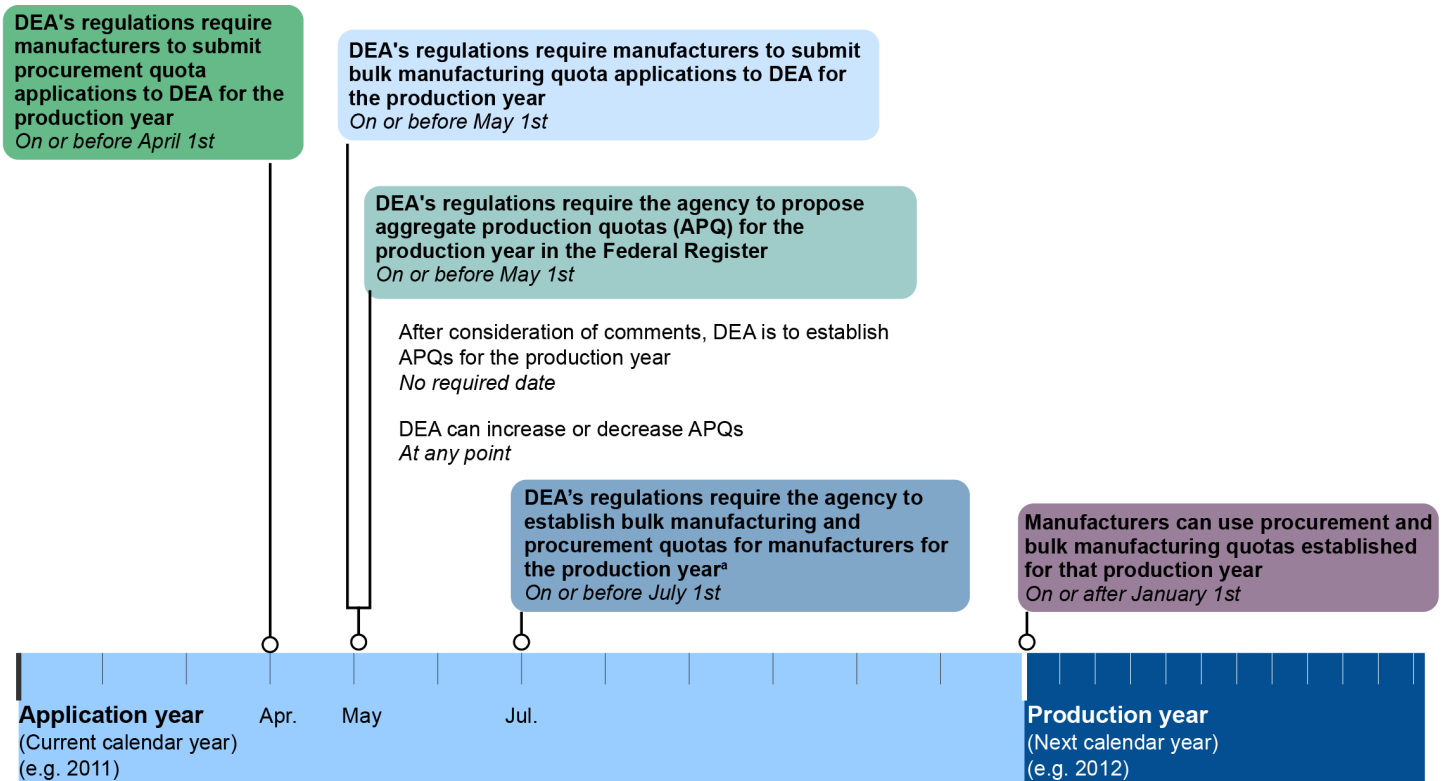 DEA's regulations require
manufacturers to submit
procurement quota
applications to DEA for the
production year
On or before April 1st
DEA's regulations require manufacturers to submit
bulk manufacturing quota applications to DEA for
the production year
On or before May 1st
DEA's regulations require the agency to propose
aggregate production quotas (APQ) for the
production year in the Federal Register
On or before May 1st
After consideration of comments, DEA is to establish
APQs for the production year
No required date
DEA can increase or decrease APQs
At any point
DEA’s regulations require the agency to
establish bulk manufacturing and
procurement quotas for manufacturers for
the production yearᵃ
On or before July 1st
Manufacturers can use procurement and
bulk manufacturing quotas established
for that production year
On or after January 1st
Apr.
May
Jul.
Application year
(Current calendar year)
(e.g. 2011)
Production year
(Next calendar year)
(e.g. 2012)